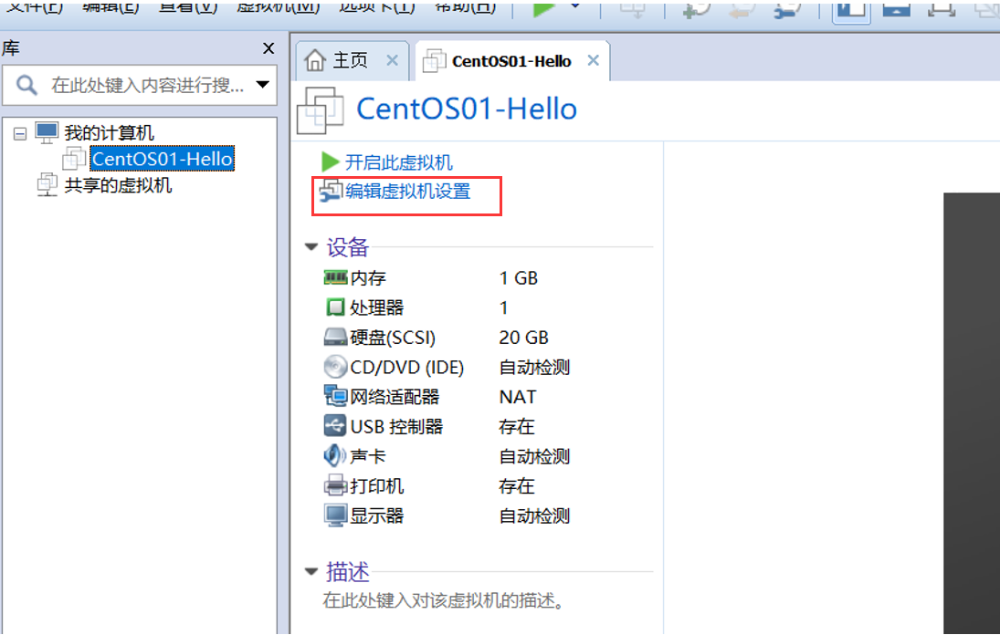 文件(F) 编辑(E) 查看(V) 虚拟机(M) 选项卡(T) 帮助(H)
库
在此处键入内容进行搜...
我的计算机
CentOS01-Hello
共享的虚拟机
主页 CentOS01-Hello
CentOS01-Hello
开启此虚拟机
编辑虚拟机设置
设备
内存 1 GB
处理器 1
硬盘(SCSI) 20 GB
CD/DVD (IDE) 自动检测
网络适配器 NAT
USB 控制器 存在
声卡 自动检测
打印机 存在
显示器 自动检测
描述
在此处键入对该虚拟机的描述。